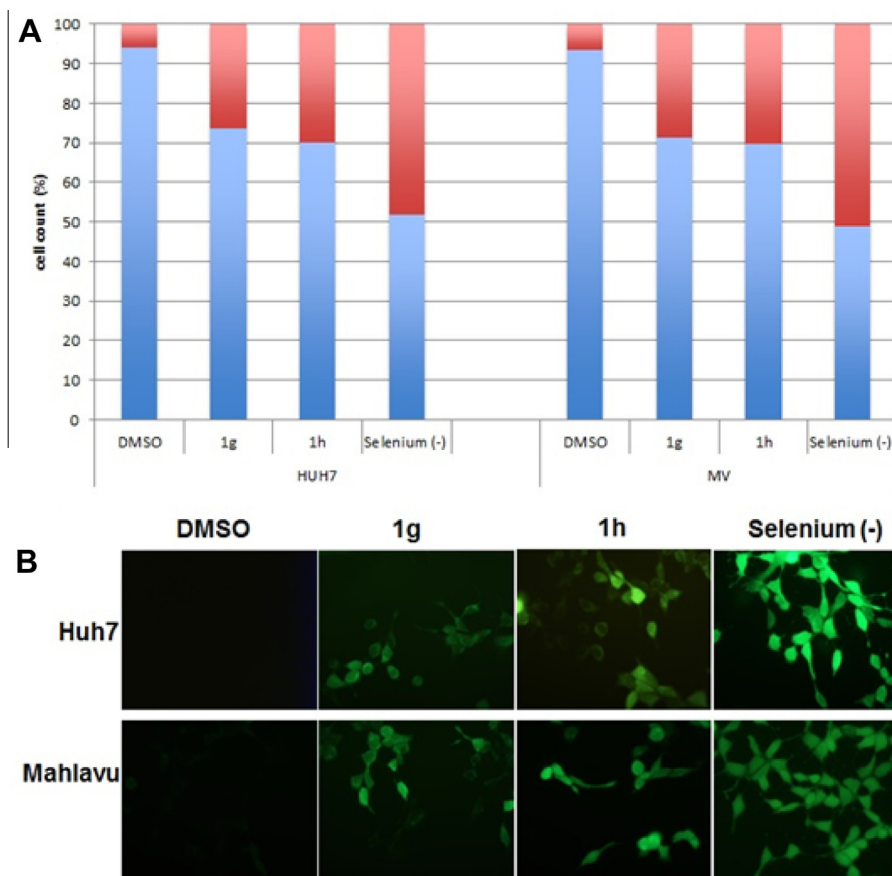 A
100
90
80
70
60
50
40
30
20
10
0
cell count (%)
DMSO 1g 1h Selenium (-) DMSO 1g 1h Selenium (-)
HUH7 MV
B
DMSO 1g 1h Selenium (-)
Huh7
Mahlavu